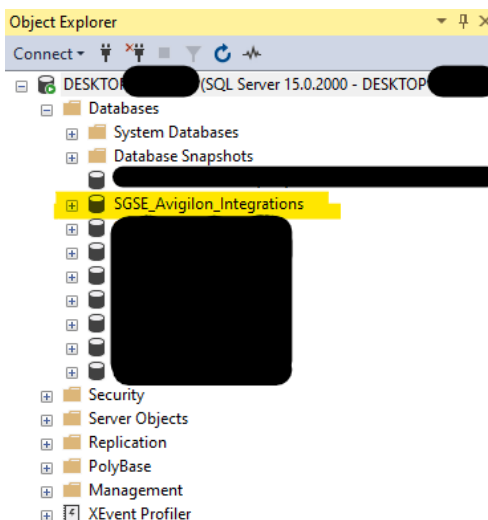 Object Explorer
Connect
DESKTO (SQL Server 15.0.2000 - DESKTOP
Databases
System Databases
Database Snapshots
SGSE_Avigilon_Integrations
Security
Server Objects
Replication
PolyBase
Management
XEvent Profiler